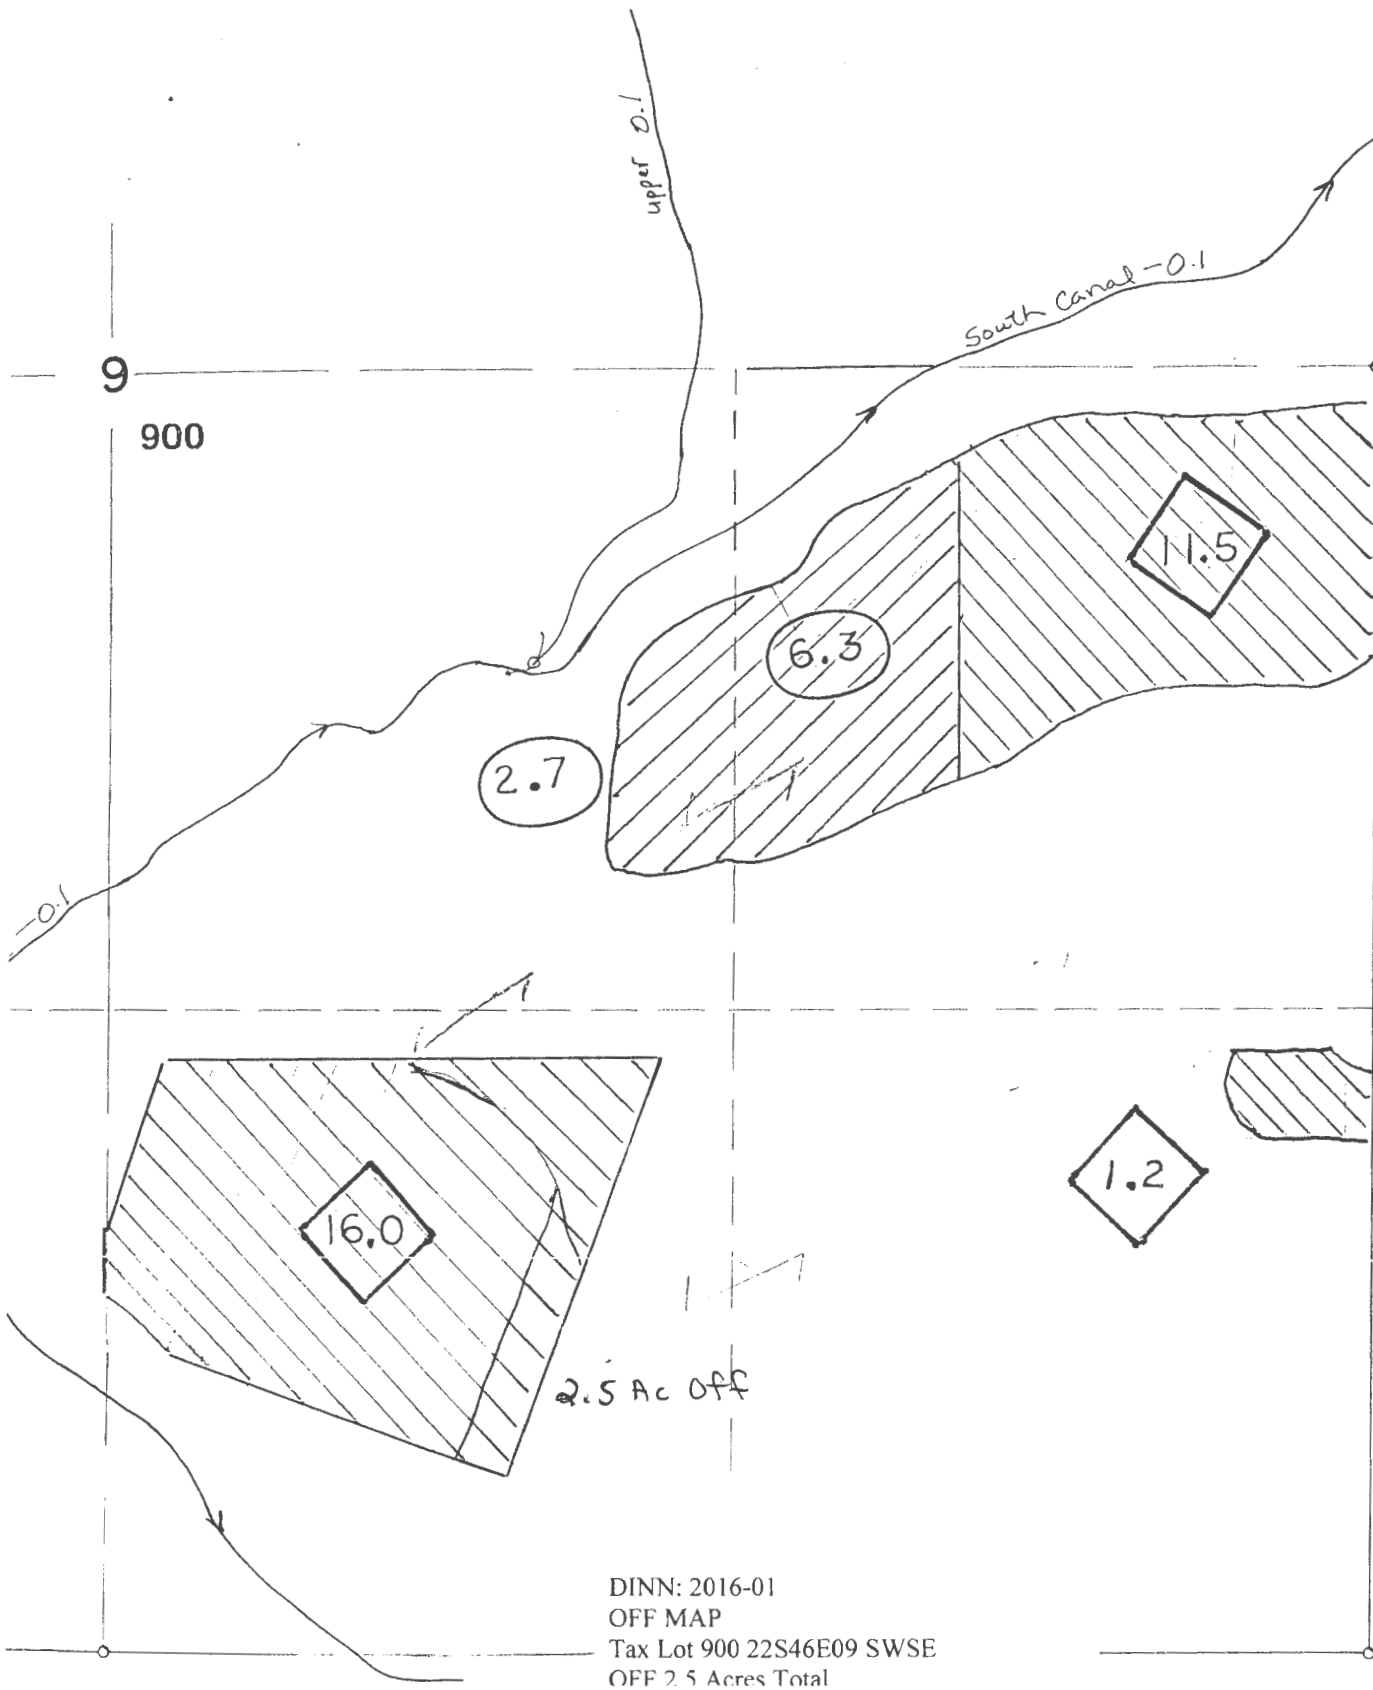 upper 0.1
South Canal - 0.1
9
900
11.5
6.3
2.7
-0.1
16.0
1.2
2.5 Ac Off
DINN: 2016-01
OFF MAP
Tax Lot 900 22S46E09 SWSE
OFF 2.5 Acres Total